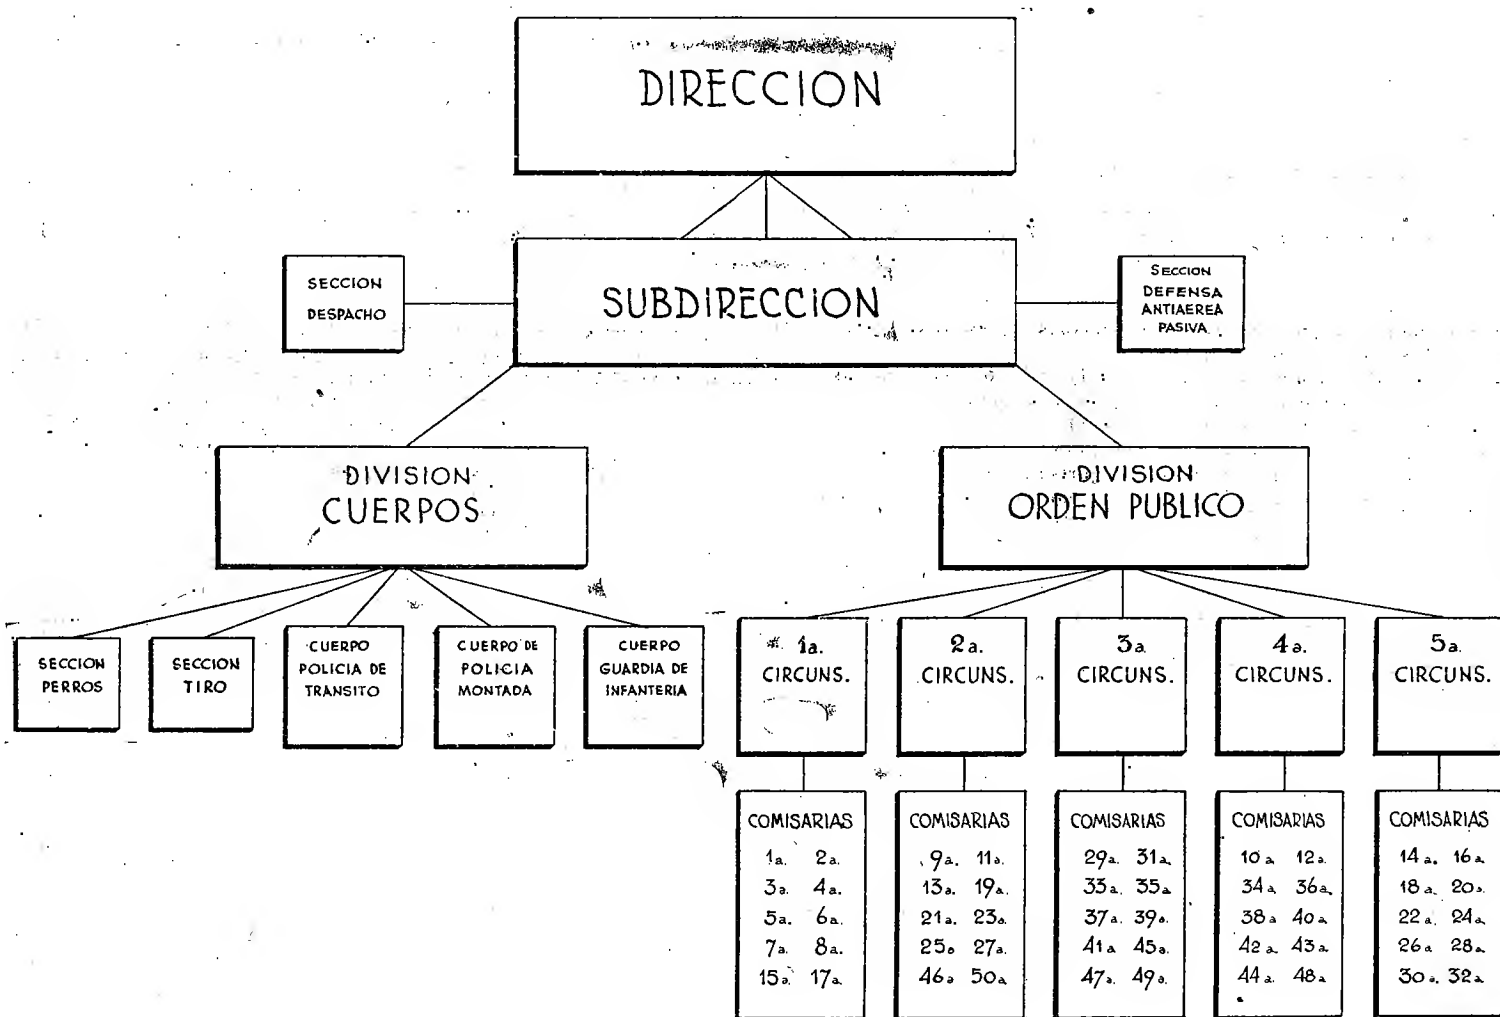 DIRECCION
SUBDIRECCION
SECCION
DESPACHO
SECCION
DEFENSA
ANTIAEREA
PASIVA
DIVISION
CUERPOS
DIVISION
ORDEN PUBLICO
SECCION
PERROS
SECCION
TIRO
CUERPO
POLICIA DE
TRANSITO
CUERPO DE
POLICIA
MONTADA
CUERPO
GUARDIA DE
INFANTERIA
1a.
CIRCUNS.
2a.
CIRCUNS.
3a
CIRCUNS.
4a.
CIRCUNS.
5a.
CIRCUNS.
COMISARIAS
1a. 2a.
3a. 4a.
5a. 6a.
7a. 8a.
15a. 17a.
COMISARIAS
9a. 11a.
13a. 19a.
21a. 23a.
25a 27a.
46a 50a
COMISARIAS
29a. 31a.
33a. 35a
37a. 39a.
41a 45a.
47a. 49a.
COMISARIAS
10a 12a.
34a 36a.
38a 40a.
42a 43a.
44a. 48a.
COMISARIAS
14a. 16a
18a. 20a.
22a. 24a
26a 28a
30a. 32a